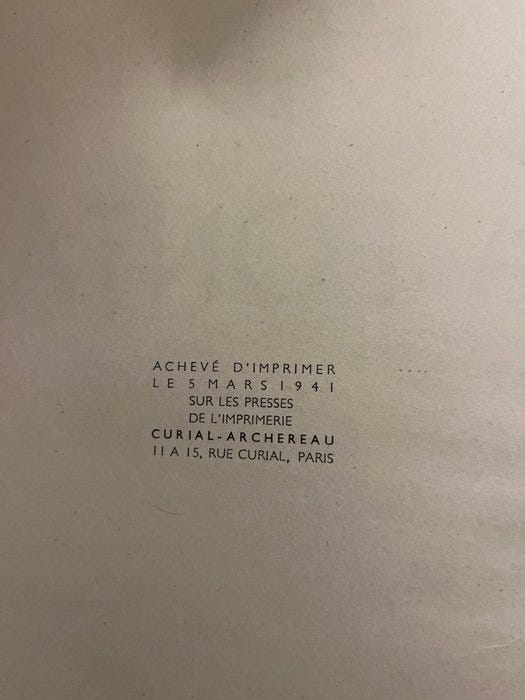 ACHEVÉ D'IMPRIMER
LE 5 MARS 1941
SUR LES PRESSES
DE L'IMPRIMERIE
CURIAL-ARCHEREAU
11 A 15, RUE CURIAL, PARIS